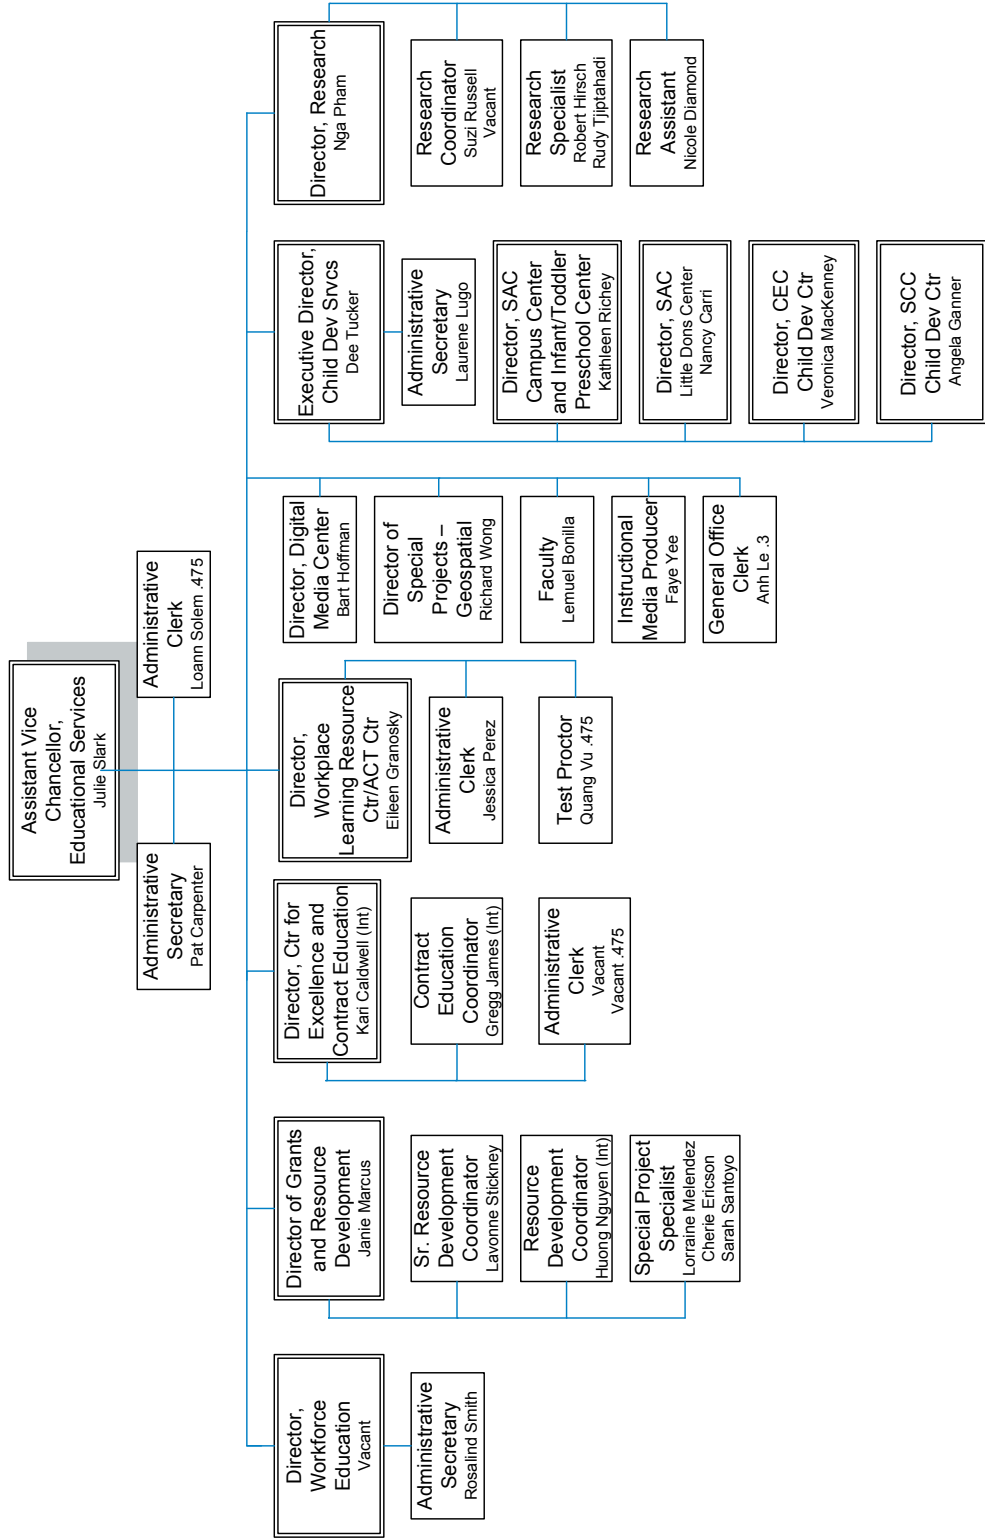 Assistant Vice
Chancellor,
Educational Services
Julie Slark
Administrative
Secretary
Pat Carpenter
Administrative
Clerk
Loann Solem .475
Director,
Workforce
Education
Vacant
Administrative
Secretary
Rosalind Smith
Director of Grants
and Resource
Development
Janie Marcus
Sr. Resource
Development
Coordinator
Lavonne Stickney
Resource
Development
Coordinator
Huong Nguyen (Int)
Special Project
Specialist
Lorraine Melendez
Cherie Ericson
Sarah Santoyo
Director, Ctr for
Excellence and
Contract Education
Kari Caldwell (Int)
Contract
Education
Coordinator
Gregg James (Int)
Administrative
Clerk
Vacant
Vacant .475
Director,
Workplace
Learning Resource
Ctr/ACT Ctr
Eileen Granosky
Administrative
Clerk
Jessica Perez
Test Proctor
Quang Vu .475
Director, Digital
Media Center
Bart Hoffman
Director of
Special
Projects –
Geospatial
Richard Wong
Faculty
Lemuel Bonilla
Instructional
Media Producer
Faye Yee
General Office
Clerk
Anh Le .3
Executive Director,
Child Dev Srvcs
Dee Tucker
Administrative
Secretary
Laurene Lugo
Director, SAC
Campus Center
and Infant/Toddler
Preschool Center
Kathleen Richey
Director, SAC
Little Dons Center
Nancy Carri
Director, CEC
Child Dev Ctr
Veronica MacKenney
Director, SCC
Child Dev Ctr
Angela Ganner
Director, Research
Nga Pham
Research
Coordinator
Suzi Russell
Vacant
Research
Specialist
Robert Hirsch
Rudy Tjiptahadi
Research
Assistant
Nicole Diamond